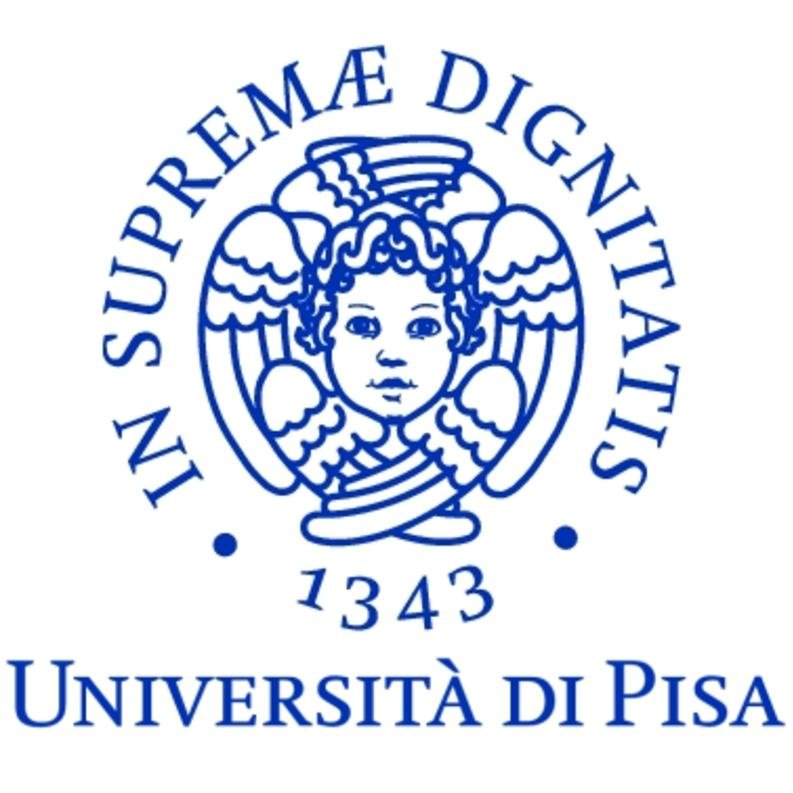 IN SUPREMÆ DIGNITATIS
1343
UNIVERSITÀ DI PISA